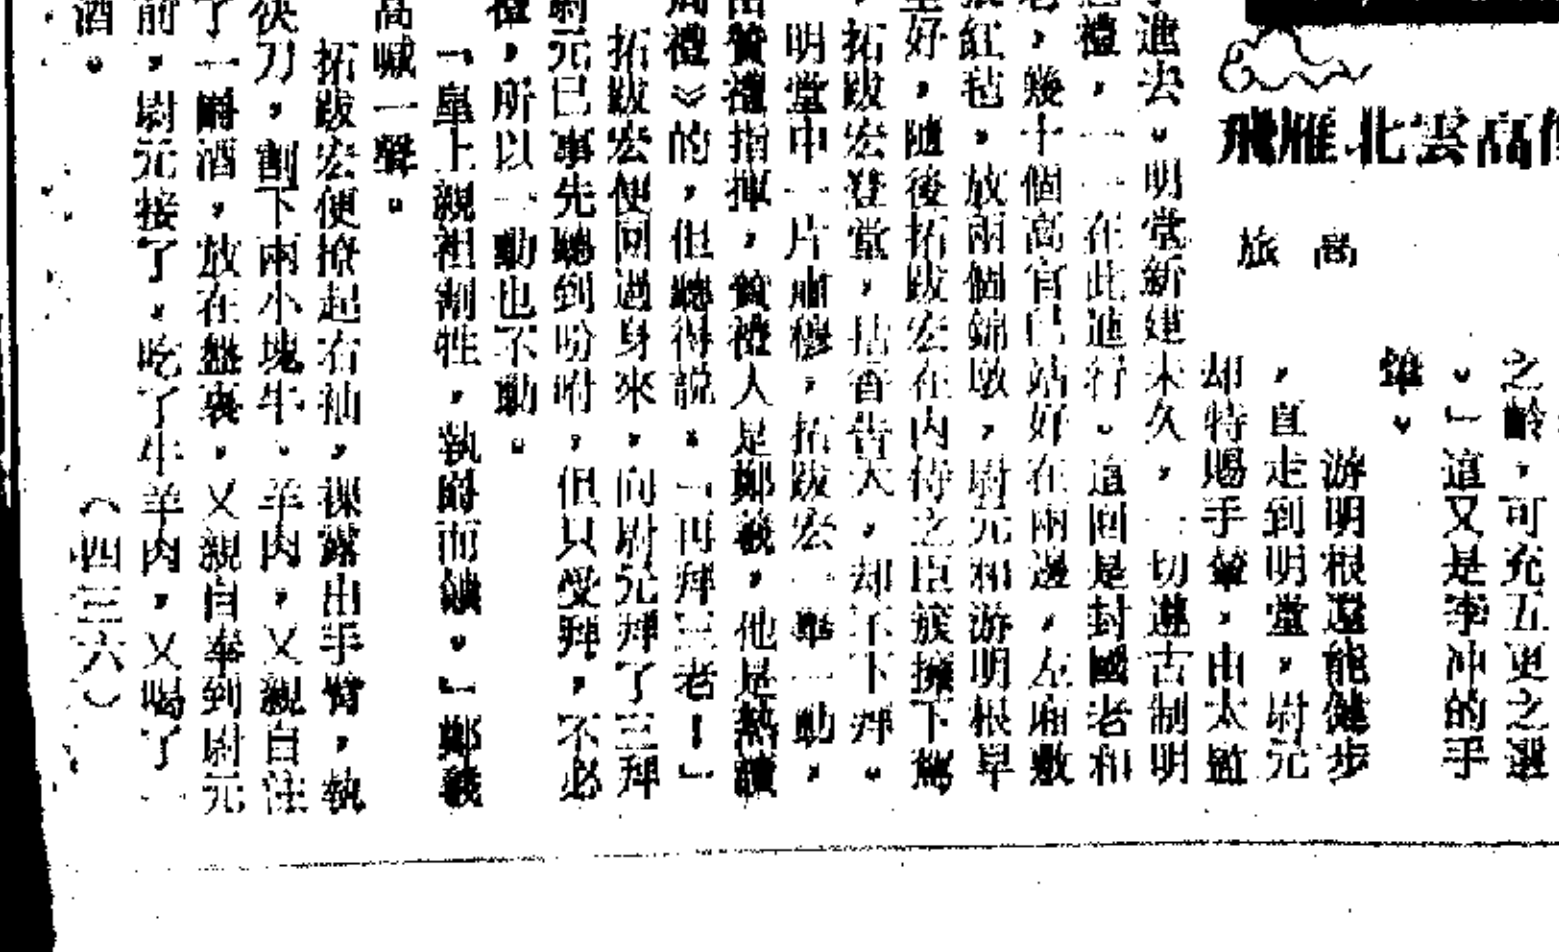 飛雁北雲高
旅高
之齡，可充五更之選
。」這又是李冲的手
筆。
游明根還能健步
，直走到明堂，尉元
却特賜手輦，由太監
進去。明堂新建未久，一切遵古制明
禮，一一在此進行。這回是封國老和
老，幾十個高官已站好在兩邊，左廂敷
紅毡，放兩個錦墩，尉元和游明根早
好，隨後拓跋宏在內侍之臣簇擁下駕
，拓跋宏登堂，拈香告天，却不下拜。
明堂中一片肅穆，拓跋宏一舉一動，
贊禮指揮，贊禮人是鄭羲，他是熟讀
周禮》的，但聽得説：「再拜三老！」
拓跋宏便回過身來，向尉元拜了三拜
尉元已事先聽到吩咐，但只受拜，不必
禮，所以一動也不動。
「皇上親袒割牲，執爵而饋。」鄭羲
高喊一聲。
拓跋宏便撩起右袖，裸露出手臂，執
快刀，割下兩小塊牛、羊肉，又親自注
了一爵酒，放在盤裏，又親自奉到尉元
前，尉元接了，吃了牛羊肉，又喝了
酒。
（四三六）